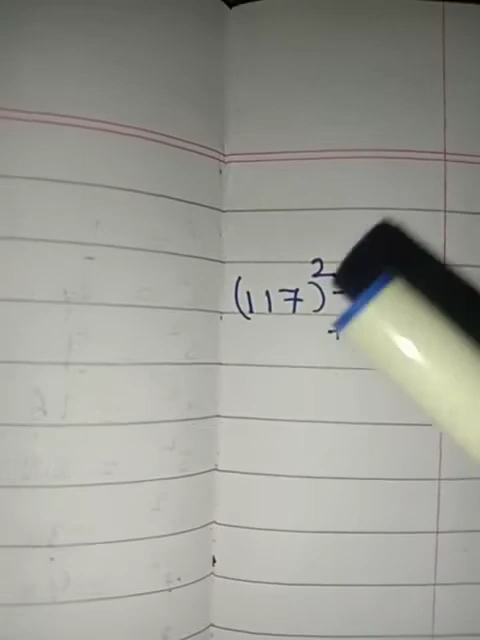 (117)² =